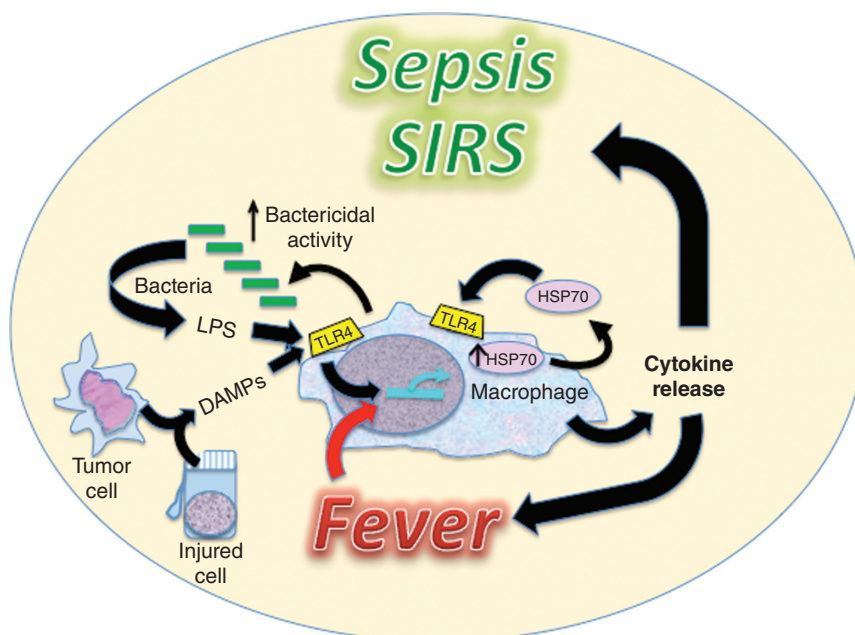 Sepsis
SIRS
Bactericidal
activity
Bacteria
LPS
TLR4
TLR4
HSP70
HSP70
Macrophage
Cytokine
release
DAMPs
Tumor
cell
Injured
cell
Fever